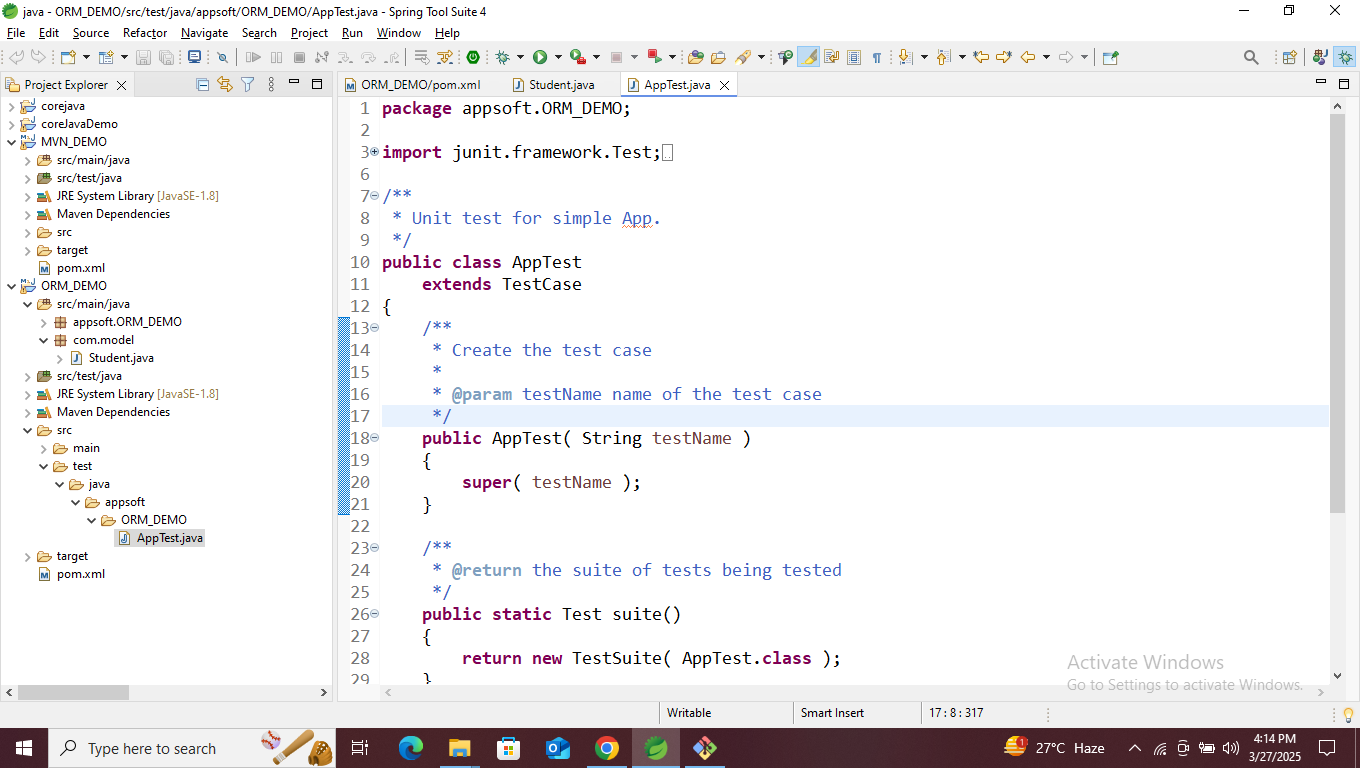 java - ORM_DEMO/src/test/java/appsoft/ORM_DEMO/AppTest.java - Spring Tool Suite 4
File Edit Source Refactor Navigate Search Project Run Window Help
Project Explorer
corejava
coreJavaDemo
MVN_DEMO
src/main/java
src/test/java
JRE System Library [JavaSE-1.8]
Maven Dependencies
src
target
pom.xml
ORM_DEMO
src/main/java
appsoft.ORM_DEMO
com.model
Student.java
src/test/java
JRE System Library [JavaSE-1.8]
Maven Dependencies
src
main
test
java
appsoft
ORM_DEMO
AppTest.java
target
pom.xml
ORM_DEMO/pom.xml Student.java AppTest.java
1 package appsoft.ORM_DEMO;
2
3 import junit.framework.Test;
6
7 /**
8 * Unit test for simple App.
9 */
10 public class AppTest
11 extends TestCase
12 {
13 /**
14 * Create the test case
15 *
16 * @param testName name of the test case
17 */
18 public AppTest( String testName )
19 {
20 super( testName );
21 }
22
23 /**
24 * @return the suite of tests being tested
25 */
26 public static Test suite()
27 {
28 return new TestSuite( AppTest.class );
29 }
Activate Windows
Go to Settings to activate Windows.
Writable Smart Insert 17 : 8 : 317
Type here to search
27°C Haze
4:14 PM
3/27/2025